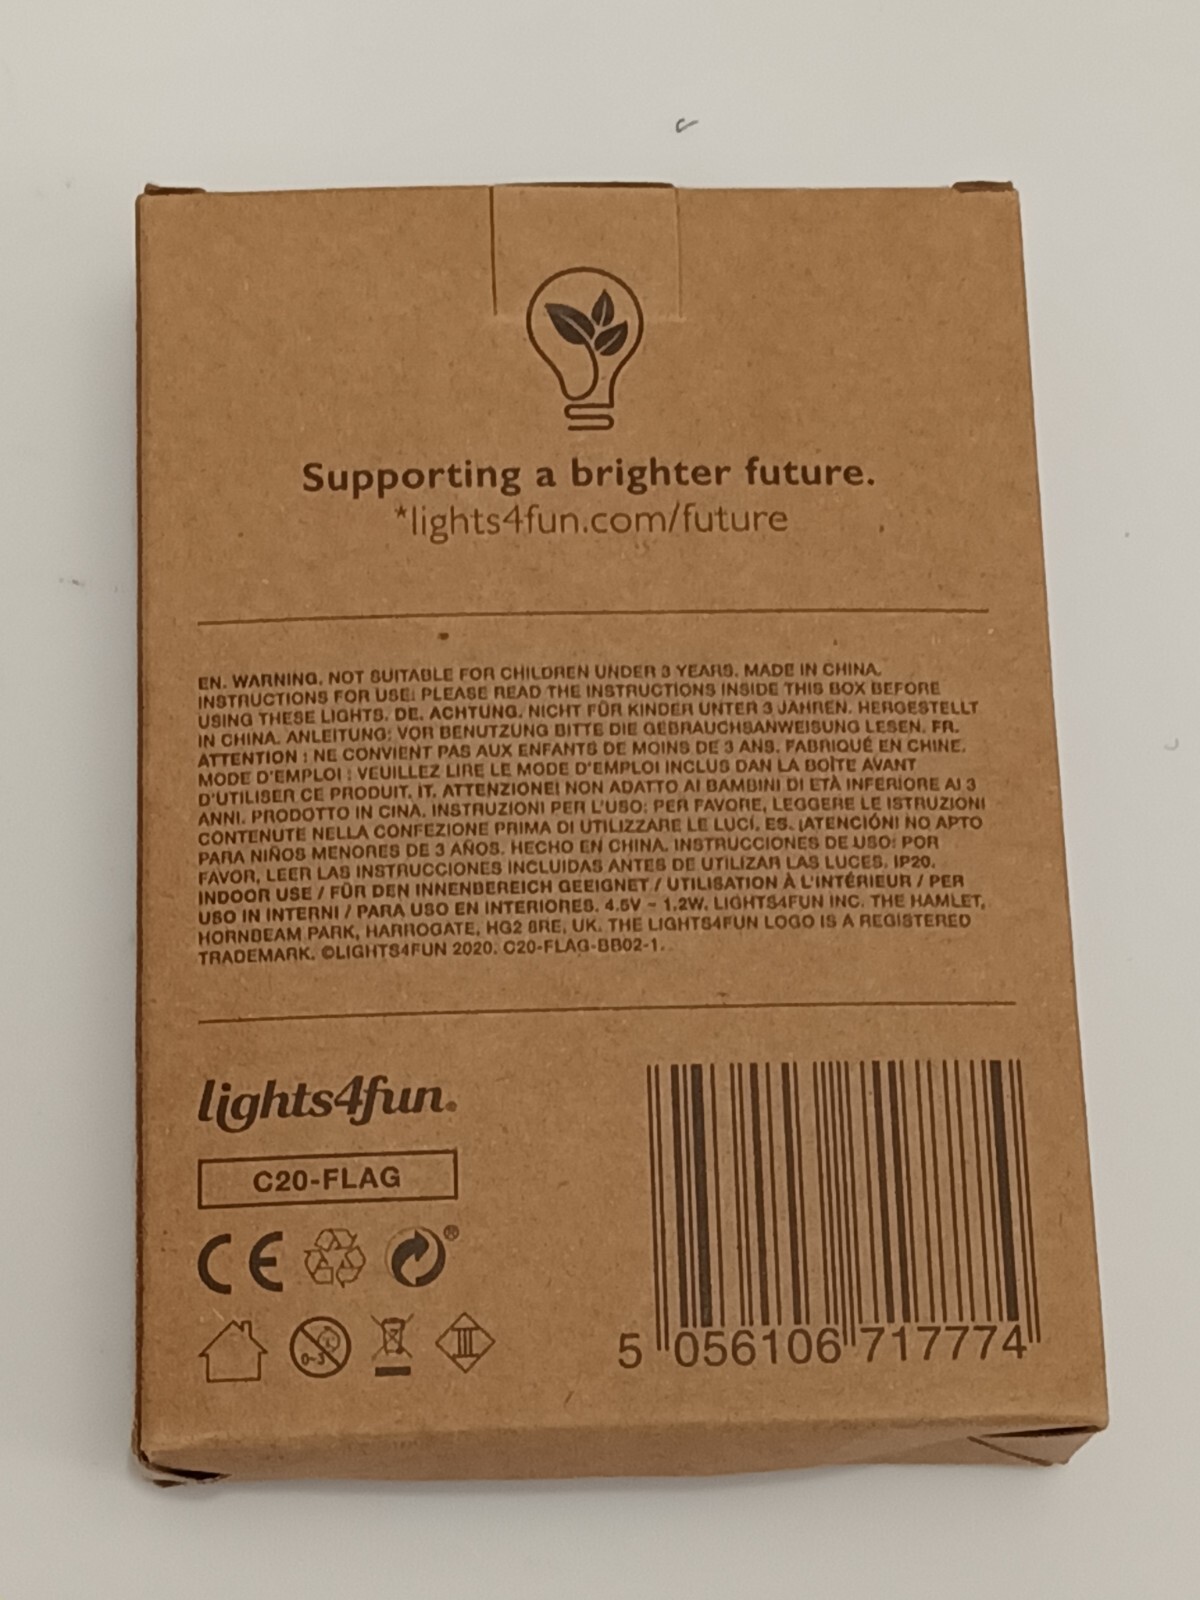 Supporting a brighter future.
*lights4fun.com/future
EN. WARNING. NOT SUITABLE FOR CHILDREN UNDER 3 YEARS. MADE IN CHINA.
INSTRUCTIONS FOR USE: PLEASE READ THE INSTRUCTIONS INSIDE THIS BOX BEFORE
USING THESE LIGHTS. DE. ACHTUNG. NICHT FÜR KINDER UNTER 3 JAHREN. HERGESTELLT
IN CHINA. ANLEITUNG: VOR BENUTZUNG BITTE DIE GEBRAUCHSANWEISUNG LESEN. FR.
ATTENTION : NE CONVIENT PAS AUX ENFANTS DE MOINS DE 3 ANS. FABRIQUÉ EN CHINE.
MODE D'EMPLOI : VEUILLEZ LIRE LE MODE D'EMPLOI INCLUS DAN LA BOÎTE AVANT
D'UTILISER CE PRODUIT. IT. ATTENZIONE! NON ADATTO AI BAMBINI DI ETÀ INFERIORE AI 3
ANNI. PRODOTTO IN CINA. INSTRUZIONI PER L'USO: PER FAVORE, LEGGERE LE ISTRUZIONI
CONTENUTE NELLA CONFEZIONE PRIMA DI UTILIZZARE LE LUCI. ES. ¡ATENCIÓN! NO APTO
PARA NIÑOS MENORES DE 3 AÑOS. HECHO EN CHINA. INSTRUCCIONES DE USO: POR
FAVOR, LEER LAS INSTRUCCIONES INCLUIDAS ANTES DE UTILIZAR LAS LUCES. IP20.
INDOOR USE / FÜR DEN INNENBEREICH GEEIGNET / UTILISATION À L'INTÉRIEUR / PER
USO IN INTERNI / PARA USO EN INTERIORES. 4.5V ~ 1.2W. LIGHTS4FUN INC. THE HAMLET,
HORNBEAM PARK, HARROGATE, HG2 8RE, UK. THE LIGHTS4FUN LOGO IS A REGISTERED
TRADEMARK. ©LIGHTS4FUN 2020. C20-FLAG-BB02-1.
lights4fun.
C20-FLAG
CE
®
0-3
III
5 056106 717774